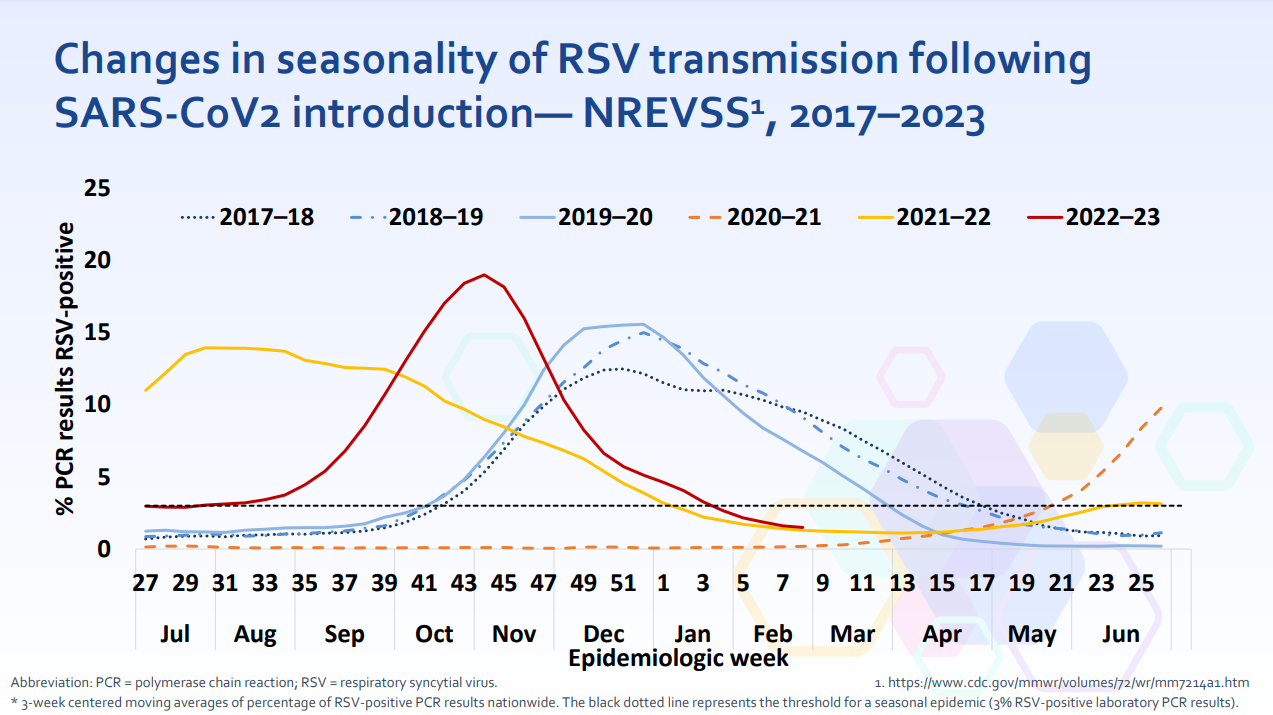 Changes in seasonality of RSV transmission following
SARS-CoV2 introduction— NREVSS¹, 2017–2023
% PCR results RSV-positive
25
20
15
10
5
0
2017–18 2018–19 2019–20 2020–21 2021–22 2022–23
27 29 31 33 35 37 39 41 43 45 47 49 51 1 3 5 7 9 11 13 15 17 19 21 23 25
Jul Aug Sep Oct Nov Dec Jan Feb Mar Apr May Jun
Epidemiologic week
Abbreviation: PCR = polymerase chain reaction; RSV = respiratory syncytial virus.
1. https://www.cdc.gov/mmwr/volumes/72/wr/mm7214a1.htm
* 3-week centered moving averages of percentage of RSV-positive PCR results nationwide. The black dotted line represents the threshold for a seasonal epidemic (3% RSV-positive laboratory PCR results).